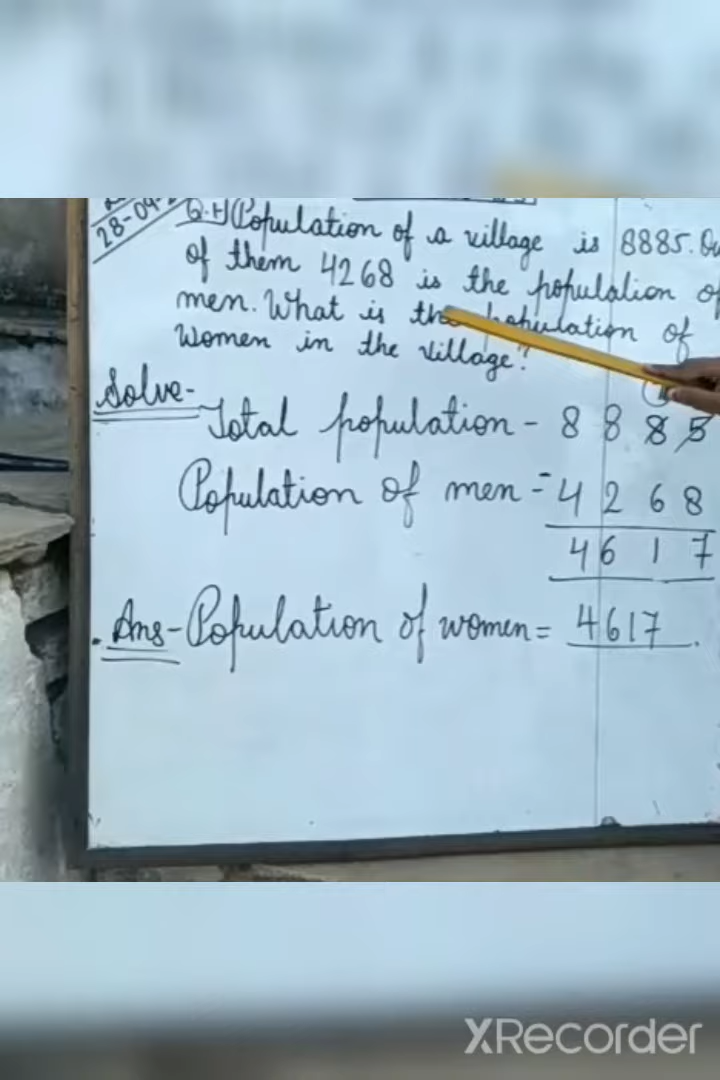 28-04-
Q.1) Population of a village is 8885. Ou
of them 4268 is the population of
men. What is the population of
Women in the village?
Solve-
Total population - 8 8 8 5
Population of men = - 4 2 6 8
4 6 1 7
Ans- Population of women = 4617.
XRecorder